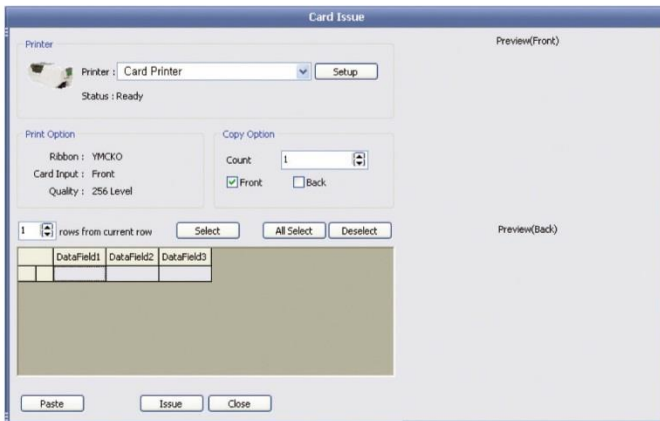 Card Issue
Printer
Printer : Card Printer Setup
Status : Ready
Print Option
Ribbon : YMCKO
Card Input : Front
Quality : 256 Level
Copy Option
Count 1
Front Back
1 rows from current row Select All Select Deselect
DataField1 DataField2 DataField3
Paste Issue Close
Preview(Front)
Preview(Back)